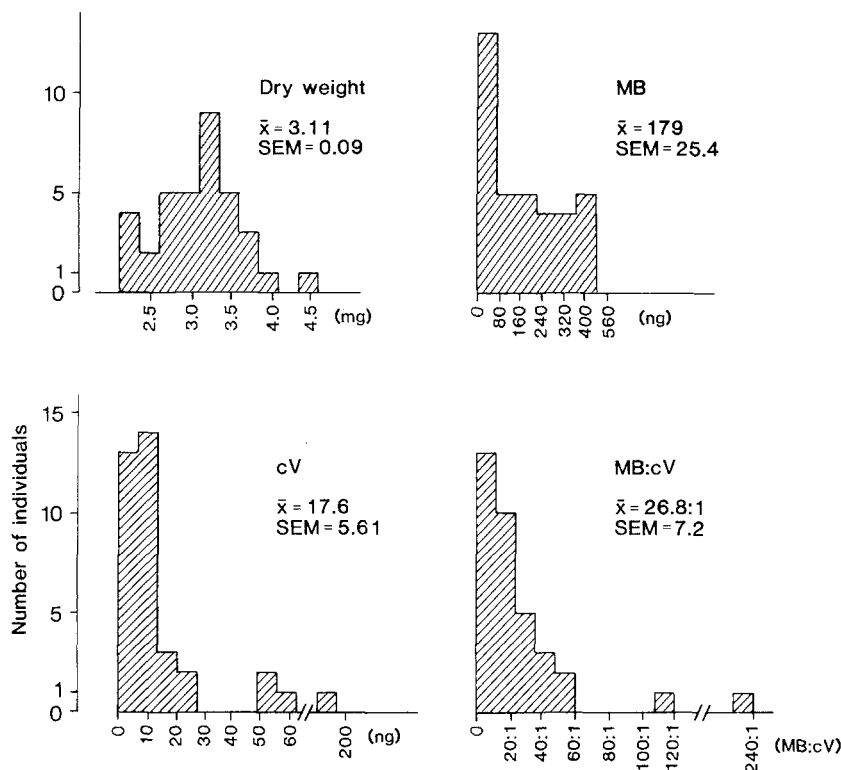 Dry weight
x̄ = 3.11
SEM = 0.09
10
5
1
0
2.5
3.0
3.5
4.0
4.5
(mg)
MB
x̄ = 179
SEM = 25.4
0
80
160
240
320
400
560
(ng)
Number of individuals
cV
x̄ = 17.6
SEM = 5.61
15
10
5
1
0
0
10
20
30
50
60
200
(ng)
MB:cV
x̄ = 26.8:1
SEM = 7.2
0
20:1
40:1
60:1
80:1
100:1
120:1
240:1
(MB:cV)